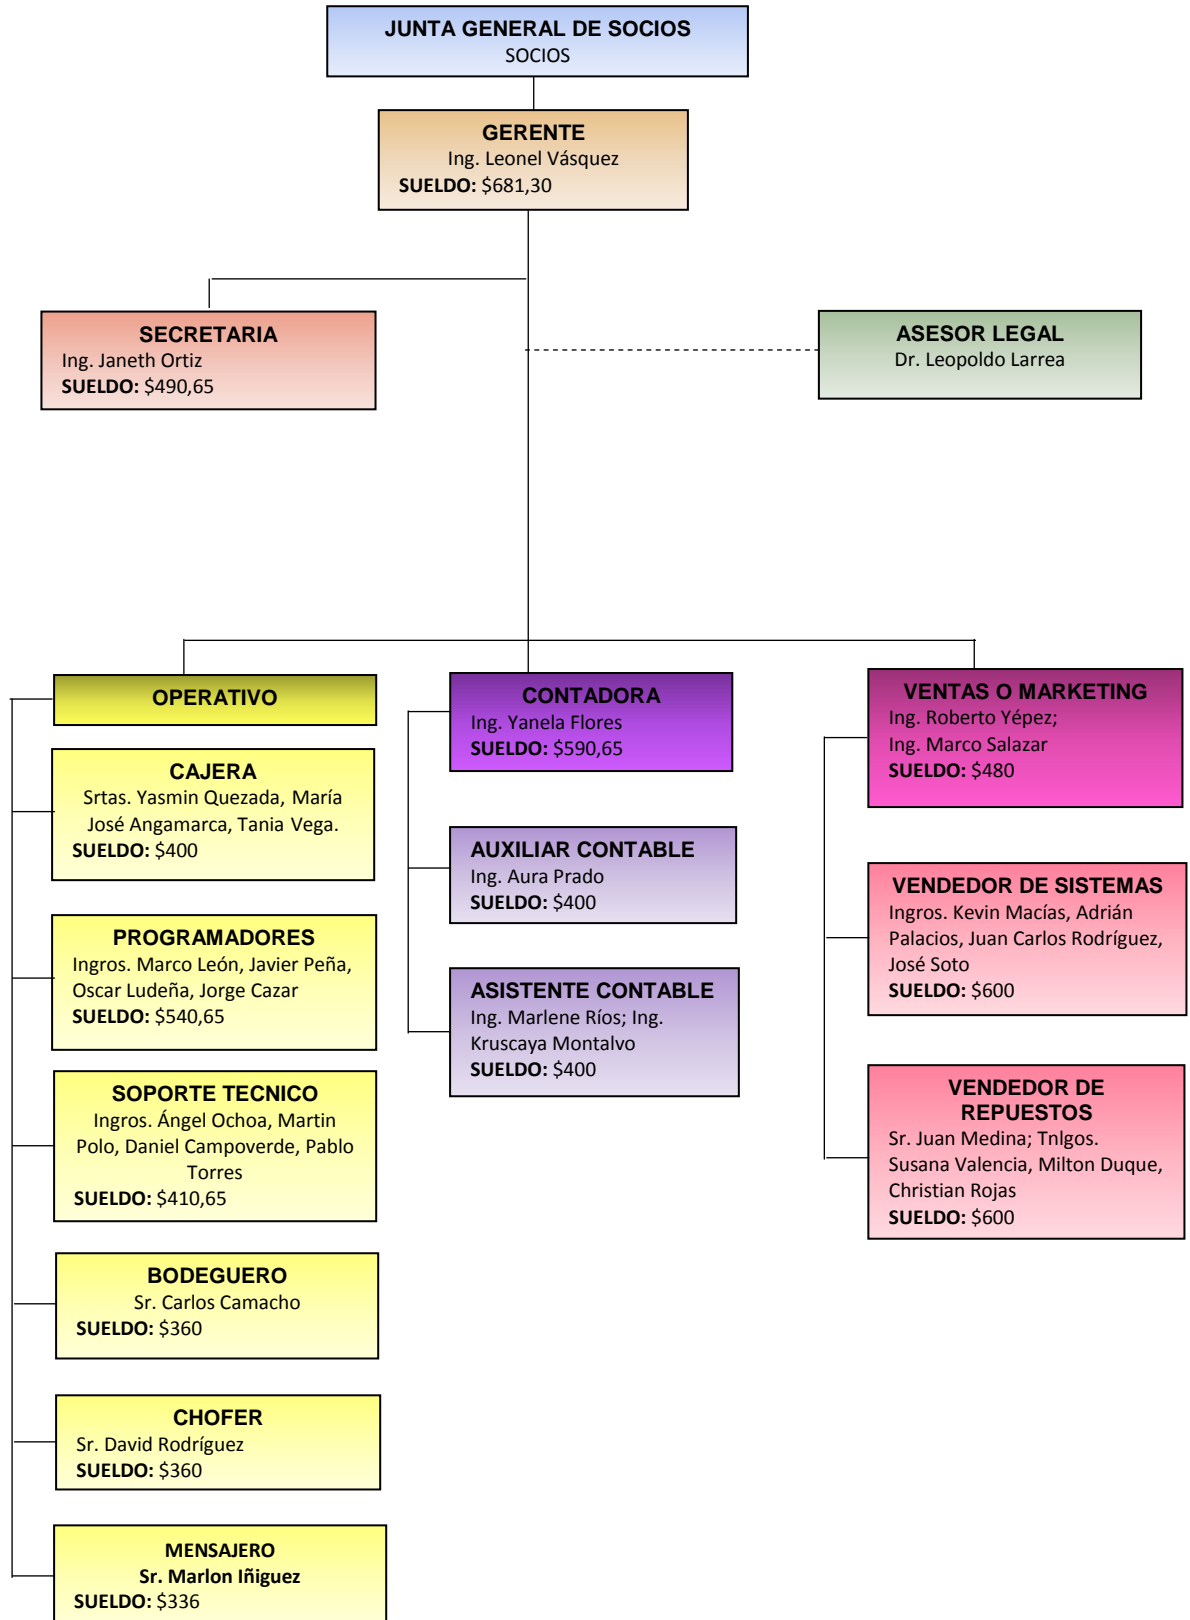 JUNTA GENERAL DE SOCIOS
SOCIOS
GERENTE
Ing. Leonel Vásquez
SUELDO: $681,30
SECRETARIA
Ing. Janeth Ortiz
SUELDO: $490,65
ASESOR LEGAL
Dr. Leopoldo Larrea
OPERATIVO
CAJERA
Srtas. Yasmin Quezada, María
José Angamarca, Tania Vega.
SUELDO: $400
PROGRAMADORES
Ingros. Marco León, Javier Peña,
Oscar Ludeña, Jorge Cazar
SUELDO: $540,65
SOPORTE TECNICO
Ingros. Ángel Ochoa, Martin
Polo, Daniel Campoverde, Pablo
Torres
SUELDO: $410,65
BODEGUERO
Sr. Carlos Camacho
SUELDO: $360
CHOFER
Sr. David Rodríguez
SUELDO: $360
MENSAJERO
Sr. Marlon Iñiguez
SUELDO: $336
CONTADORA
Ing. Yanela Flores
SUELDO: $590,65
AUXILIAR CONTABLE
Ing. Aura Prado
SUELDO: $400
ASISTENTE CONTABLE
Ing. Marlene Ríos; Ing.
Kruscaya Montalvo
SUELDO: $400
VENTAS O MARKETING
Ing. Roberto Yépez;
Ing. Marco Salazar
SUELDO: $480
VENDEDOR DE SISTEMAS
Ingros. Kevin Macías, Adrián
Palacios, Juan Carlos Rodríguez,
José Soto
SUELDO: $600
VENDEDOR DE
REPUESTOS
Sr. Juan Medina; Tnlgos.
Susana Valencia, Milton Duque,
Christian Rojas
SUELDO: $600